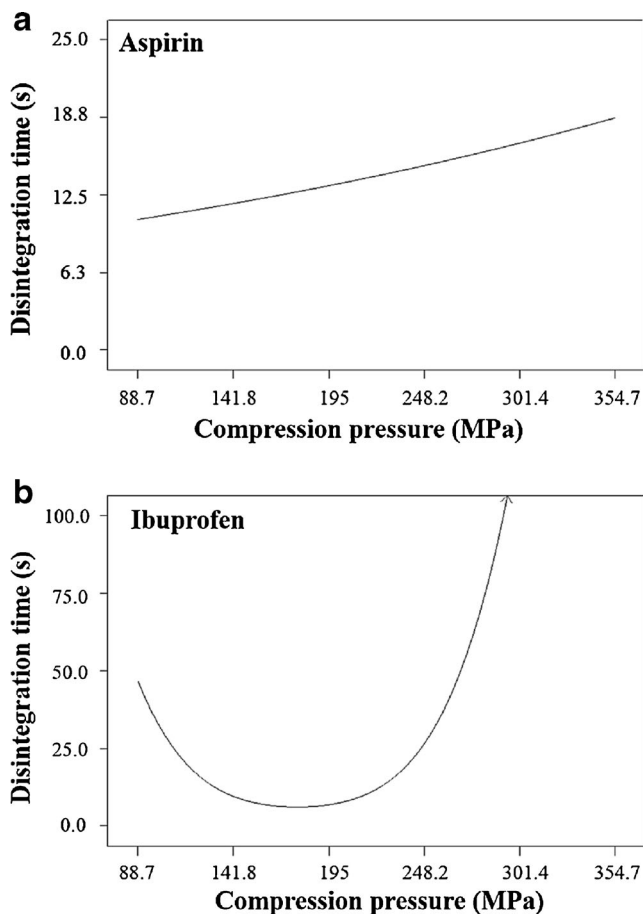 a
Aspirin
Disintegration time (s)
25.0
18.8
12.5
6.3
0.0
88.7 141.8 195 248.2 301.4 354.7
Compression pressure (MPa)
b
Ibuprofen
Disintegration time (s)
100.0
75.0
50.0
25.0
0.0
88.7 141.8 195 248.2 301.4 354.7
Compression pressure (MPa)